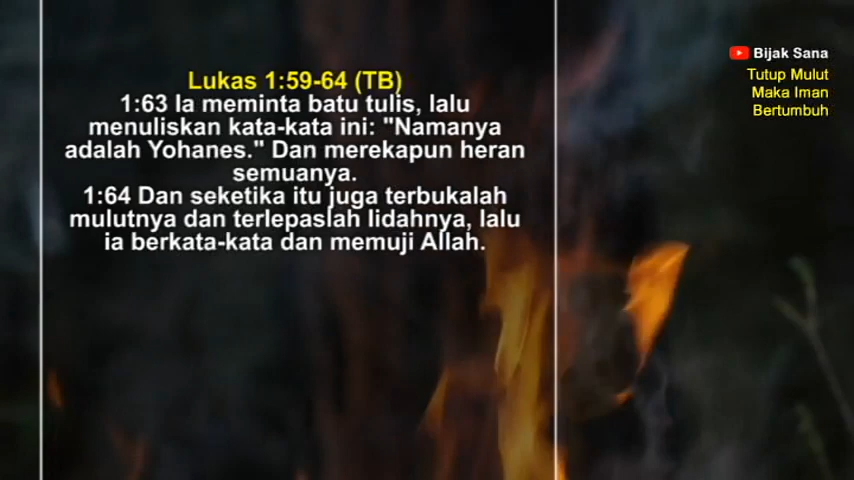 Lukas 1:59-64 (TB)
1:63 Ia meminta batu tulis, lalu
menuliskan kata-kata ini: "Namanya
adalah Yohanes." Dan merekapun heran
semuanya.
1:64 Dan seketika itu juga terbukalah
mulutnya dan terlepaslah lidahnya, lalu
ia berkata-kata dan memuji Allah.
Bijak Sana
Tutup Mulut
Maka Iman
Bertumbuh